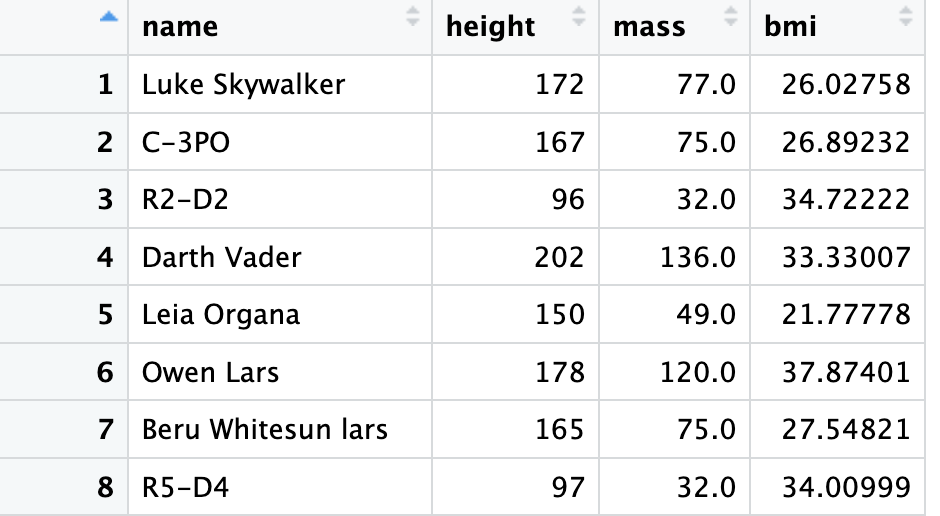 name height mass bmi
1 Luke Skywalker 172 77.0 26.02758
2 C-3PO 167 75.0 26.89232
3 R2-D2 96 32.0 34.72222
4 Darth Vader 202 136.0 33.33007
5 Leia Organa 150 49.0 21.77778
6 Owen Lars 178 120.0 37.87401
7 Beru Whitesun lars 165 75.0 27.54821
8 R5-D4 97 32.0 34.00999